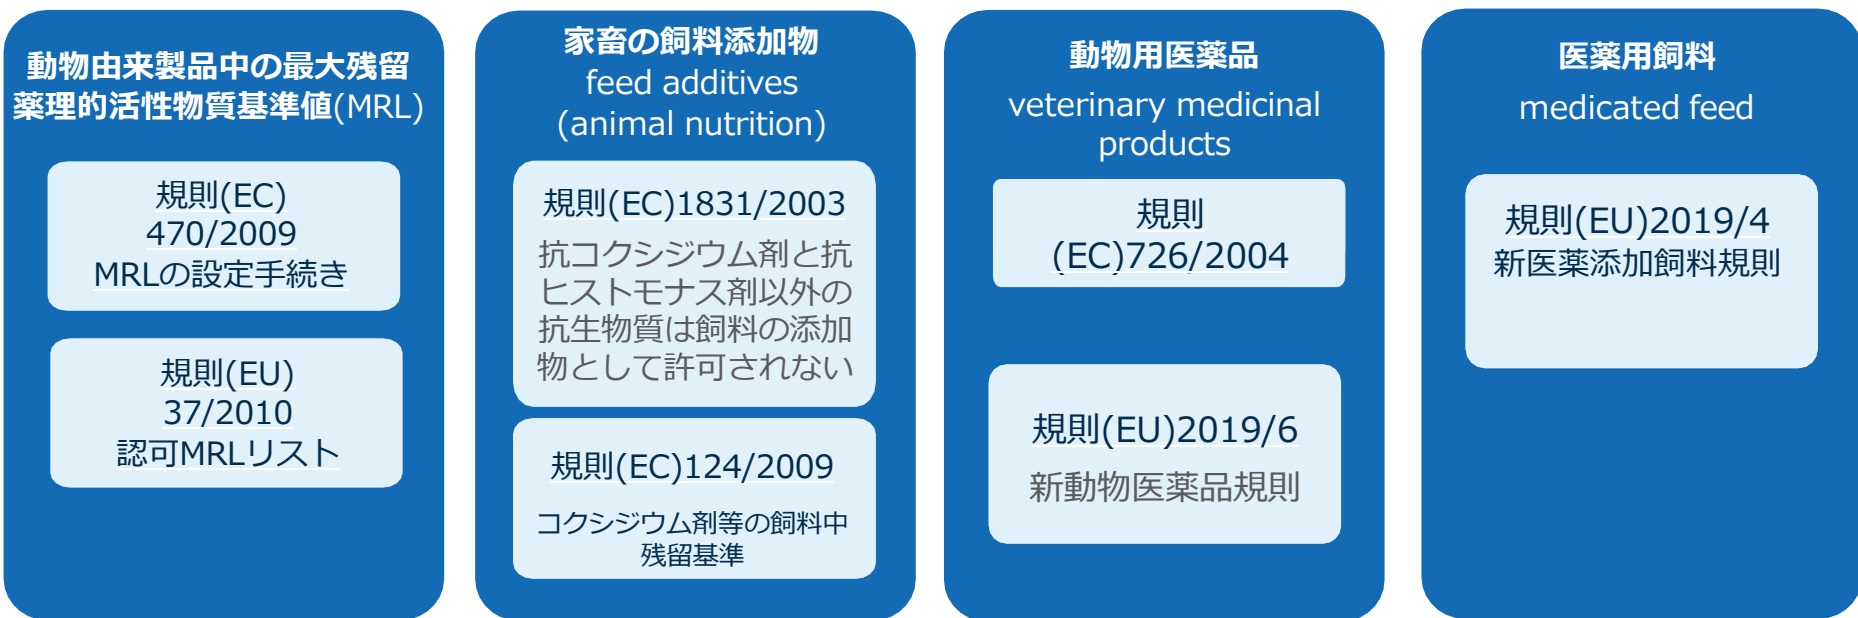 動物由来製品中の最大残留
薬理的活性物質基準値(MRL)
規則(EC)
470/2009
MRLの設定手続き
規則(EU)
37/2010
認可MRLリスト
家畜の飼料添加物
feed additives
(animal nutrition)
規則(EC)1831/2003
抗コクシジウム剤と抗
ヒストモナス剤以外の
抗生物質は飼料の添加
物として許可されない
規則(EC)124/2009
コクシジウム剤等の飼料中
残留基準
動物用医薬品
veterinary medicinal
products
規則
(EC)726/2004
規則(EU)2019/6
新動物医薬品規則
医薬用飼料
medicated feed
規則(EU)2019/4
新医薬添加飼料規則